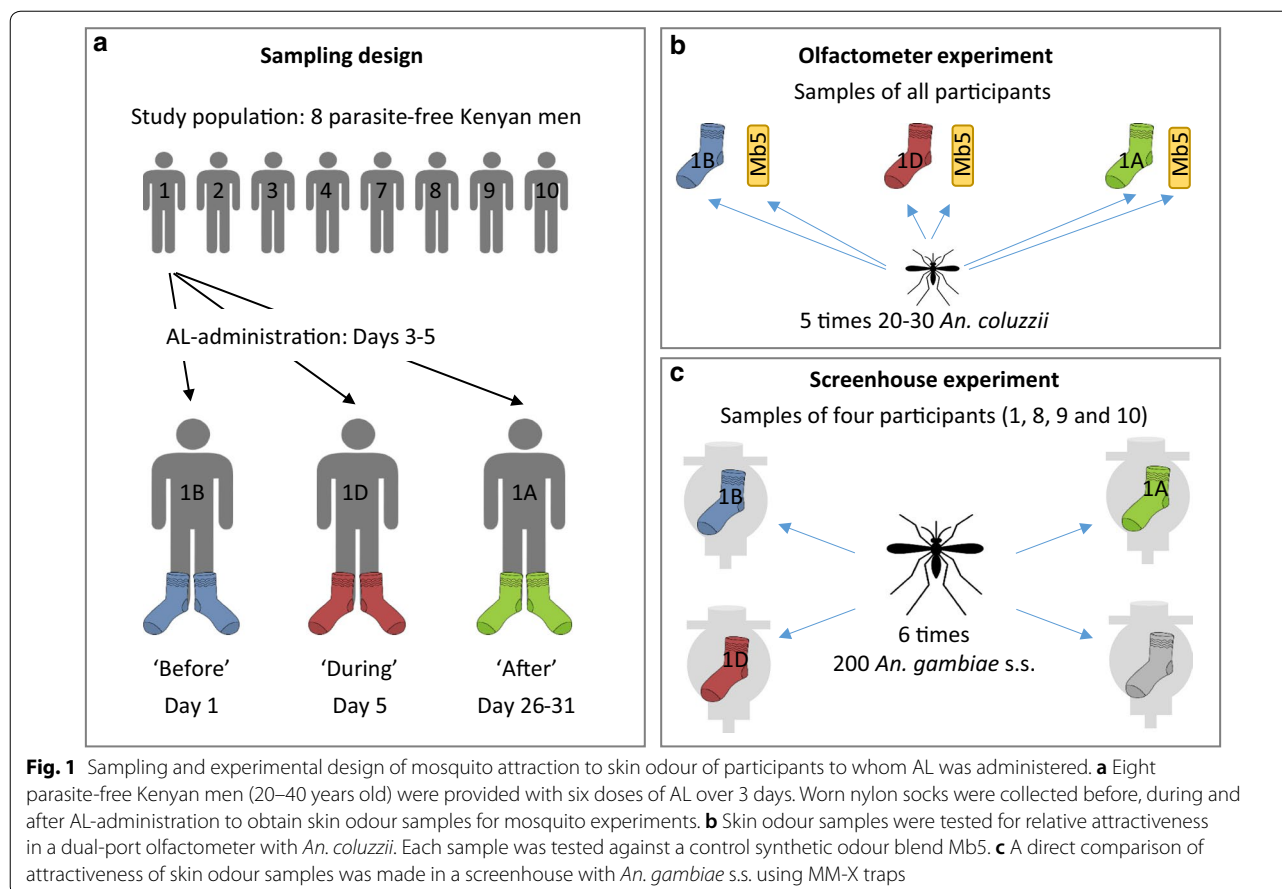 a
Sampling design
Study population: 8 parasite-free Kenyan men
1 2 3 4 7 8 9 10
AL-administration: Days 3-5
1B 1D 1A
'Before' 'During' 'After'
Day 1 Day 5 Day 26-31
b
Olfactometer experiment
Samples of all participants
1B Mb5 1D Mb5 1A Mb5
5 times 20-30 An. coluzzii
c
Screenhouse experiment
Samples of four participants (1, 8, 9 and 10)
1B 1A
1D
6 times
200 An. gambiae s.s.
Fig. 1 Sampling and experimental design of mosquito attraction to skin odour of participants to whom AL was administered. a Eight
parasite-free Kenyan men (20–40 years old) were provided with six doses of AL over 3 days. Worn nylon socks were collected before, during and
after AL-administration to obtain skin odour samples for mosquito experiments. b Skin odour samples were tested for relative attractiveness
in a dual-port olfactometer with An. coluzzii. Each sample was tested against a control synthetic odour blend Mb5. c A direct comparison of
attractiveness of skin odour samples was made in a screenhouse with An. gambiae s.s. using MM-X traps